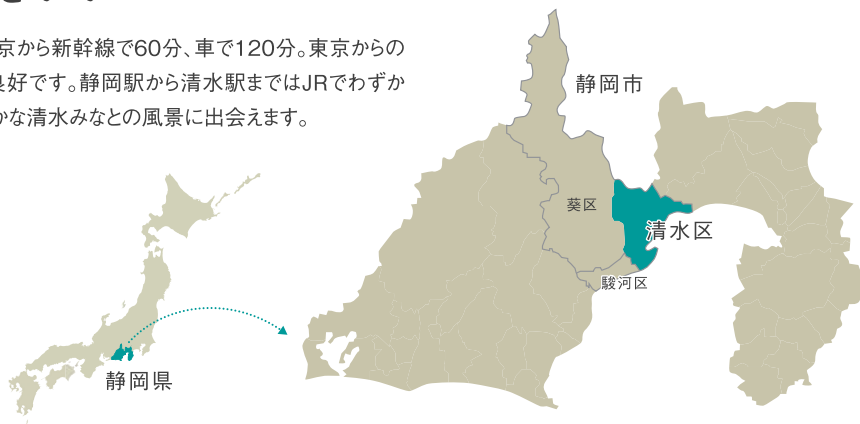 京から新幹線で60分、車で120分。東京からの
良好です。静岡駅から清水駅まではJRでわずか
かな清水みなとの風景に出会えます。
静岡市
葵区
清水区
駿河区
静岡県